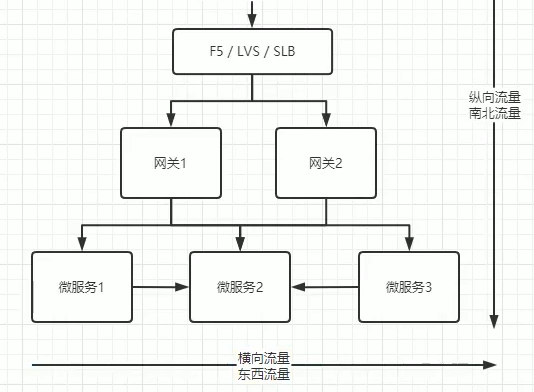 F5 / LVS / SLB
纵向流量
南北流量
网关1
网关2
微服务1
微服务2
微服务3
横向流量
东西流量